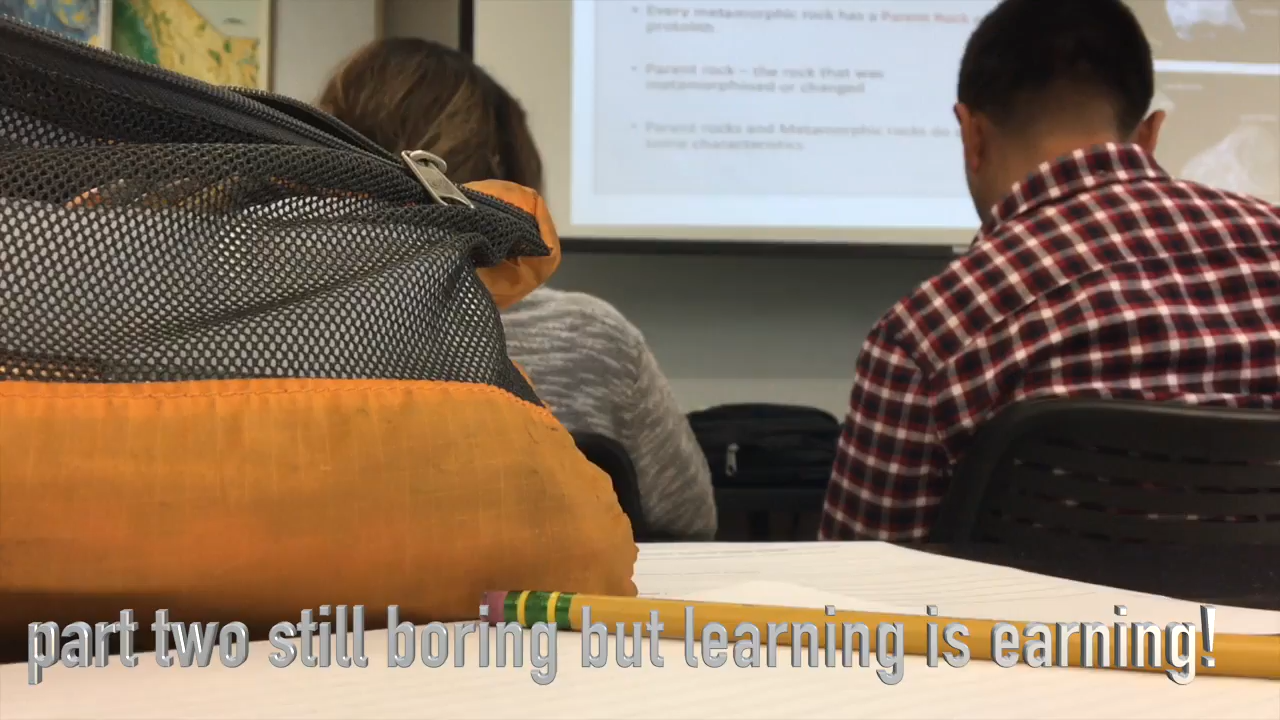 • Every metamorphic rock has a Parent Rock
protolith.
• Parent rock – the rock that was
metamorphosed or changed
• Parent rocks and Metamorphic rocks do
some characteristics.
part two still boring but learning is earning!